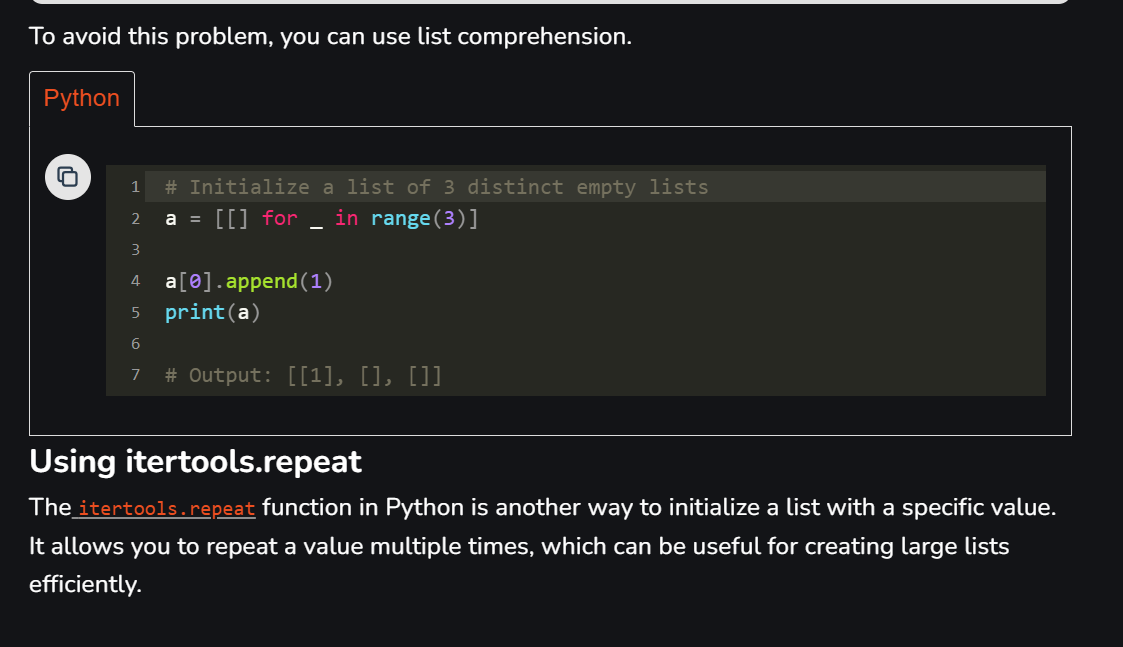 To avoid this problem, you can use list comprehension.
Python
1 # Initialize a list of 3 distinct empty lists
2 a = [[] for _ in range(3)]
3
4 a[0].append(1)
5 print(a)
6
7 # Output: [[1], [], []]
Using itertools.repeat
The itertools.repeat function in Python is another way to initialize a list with a specific value.
It allows you to repeat a value multiple times, which can be useful for creating large lists
efficiently.